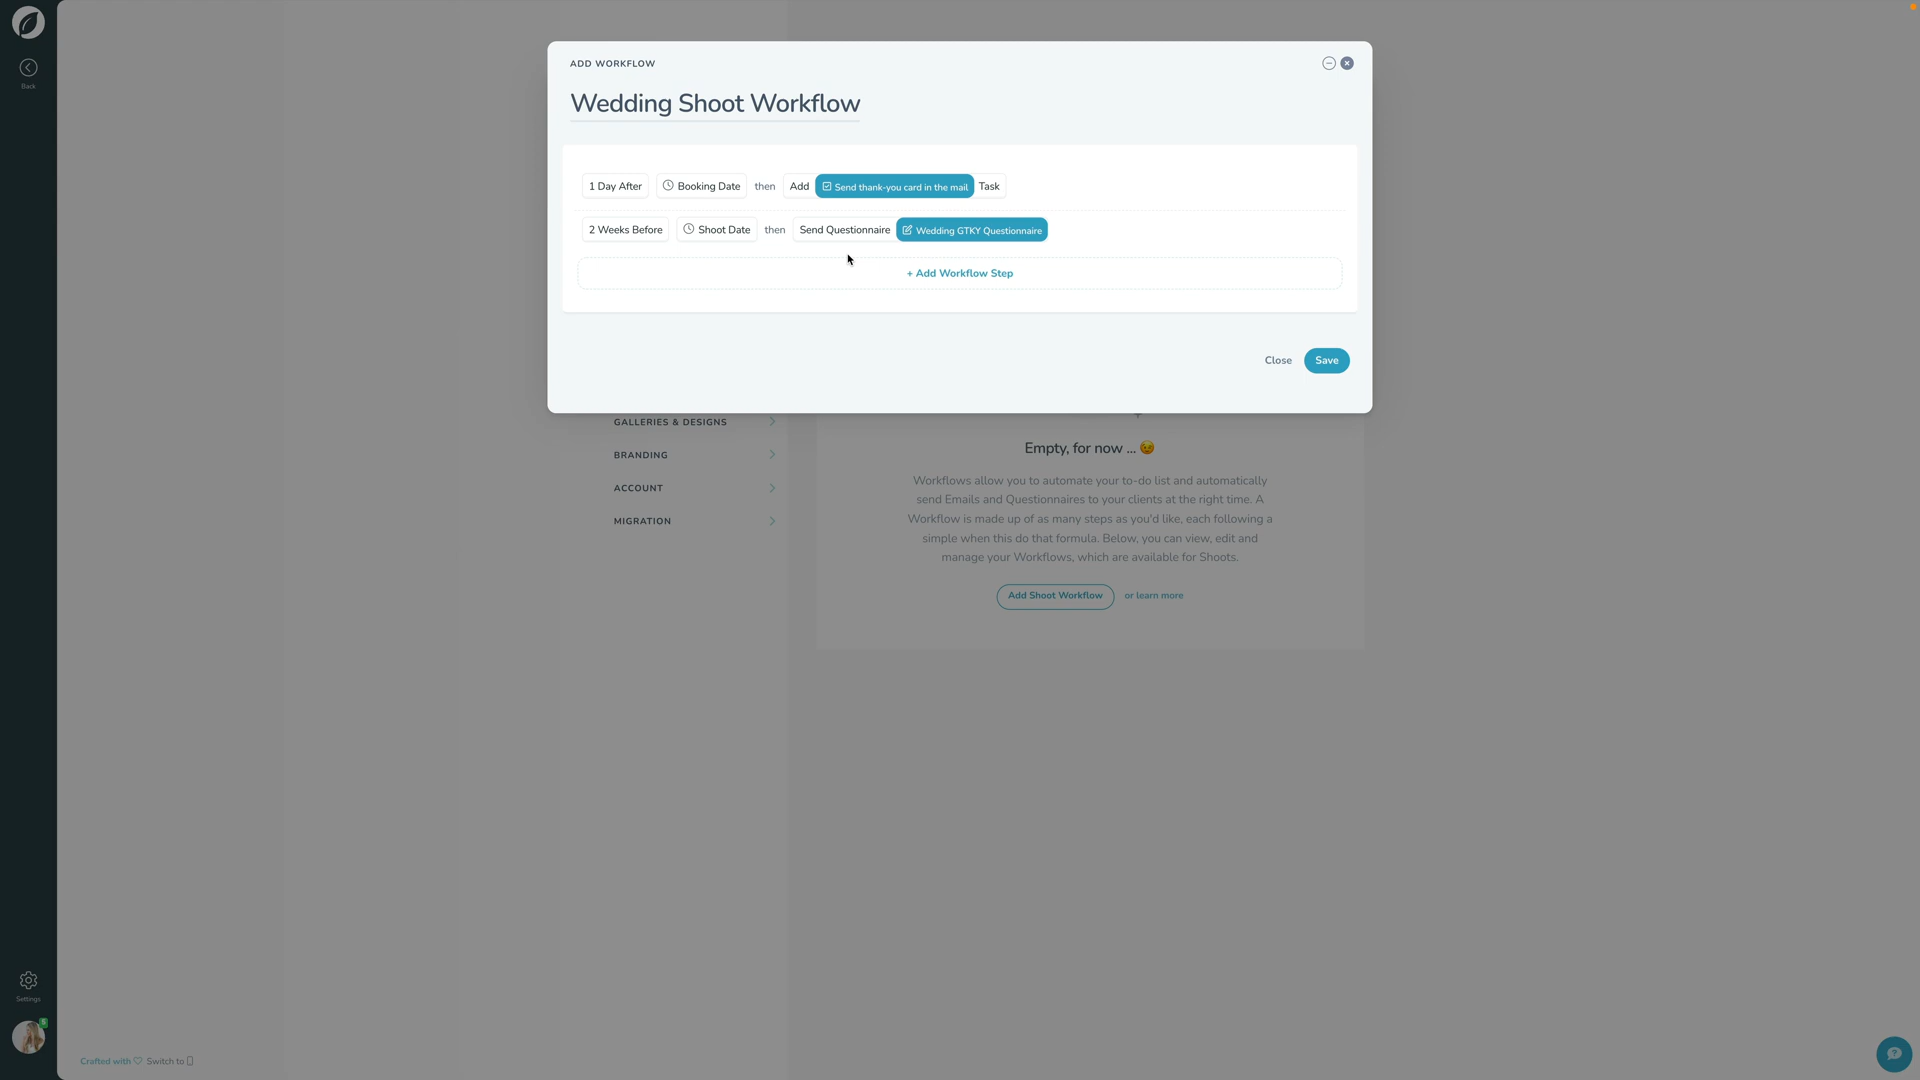 Back
ADD WORKFLOW
Wedding Shoot Workflow
1 Day After Booking Date then Add Send thank-you card in the mail Task
2 Weeks Before Shoot Date then Send Questionnaire Wedding GTKY Questionnaire
+ Add Workflow Step
Close Save
GALLERIES & DESIGNS
BRANDING
ACCOUNT
MIGRATION
Empty, for now ...
Workflows allow you to automate your to-do list and automatically
send Emails and Questionnaires to your clients at the right time. A
Workflow is made up of as many steps as you'd like, each following a
simple when this do that formula. Below, you can view, edit and
manage your Workflows, which are available for Shoots.
Add Shoot Workflow or learn more
Settings
5
Crafted with Switch to